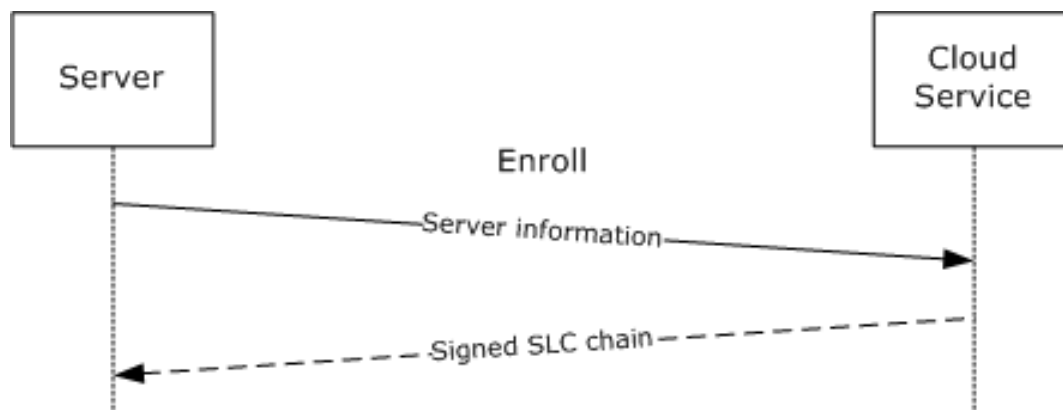 Server
Cloud
Service
Enroll
Server information
Signed SLC chain